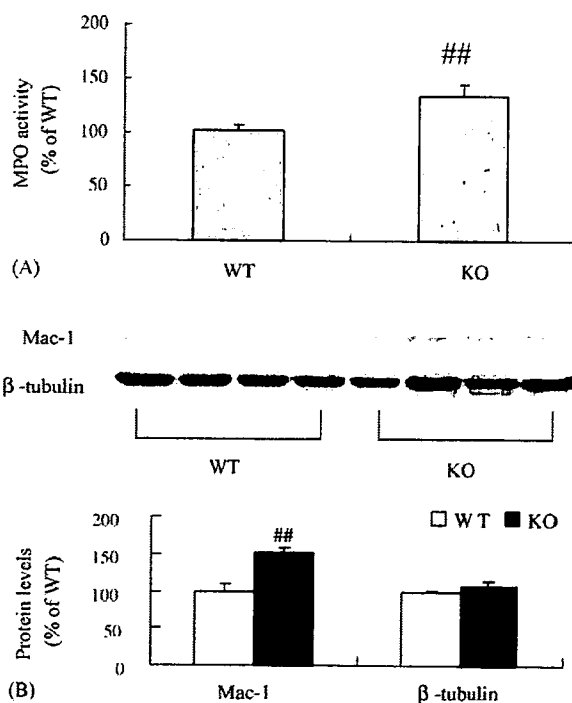 200
##
150
100
50
0
MPO activity
(% of WT)
(A)
WT
KO
Mac-1
β-tubulin
WT
KO
WT
KO
200
##
150
100
50
0
Protein levels
(% of WT)
(B)
Mac-1
β-tubulin